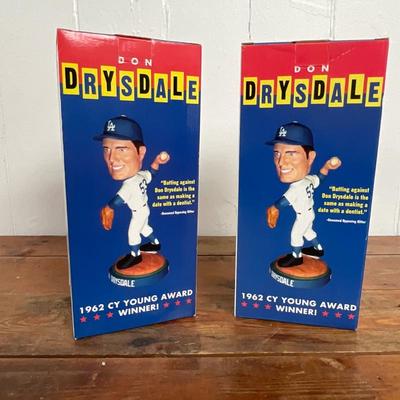 DON
DRYSDALE
LA
"Batting against
Don Drysdale is the
same as making a
date with a dentist."
DRYSDALE
1962 CY YOUNG AWARD
WINNER!
DON
DRYSDALE
LA
"Batting against
Don Drysdale is the
same as making a
date with a dentist."
DRYSDALE
1962 CY YOUNG AWARD
WINNER!